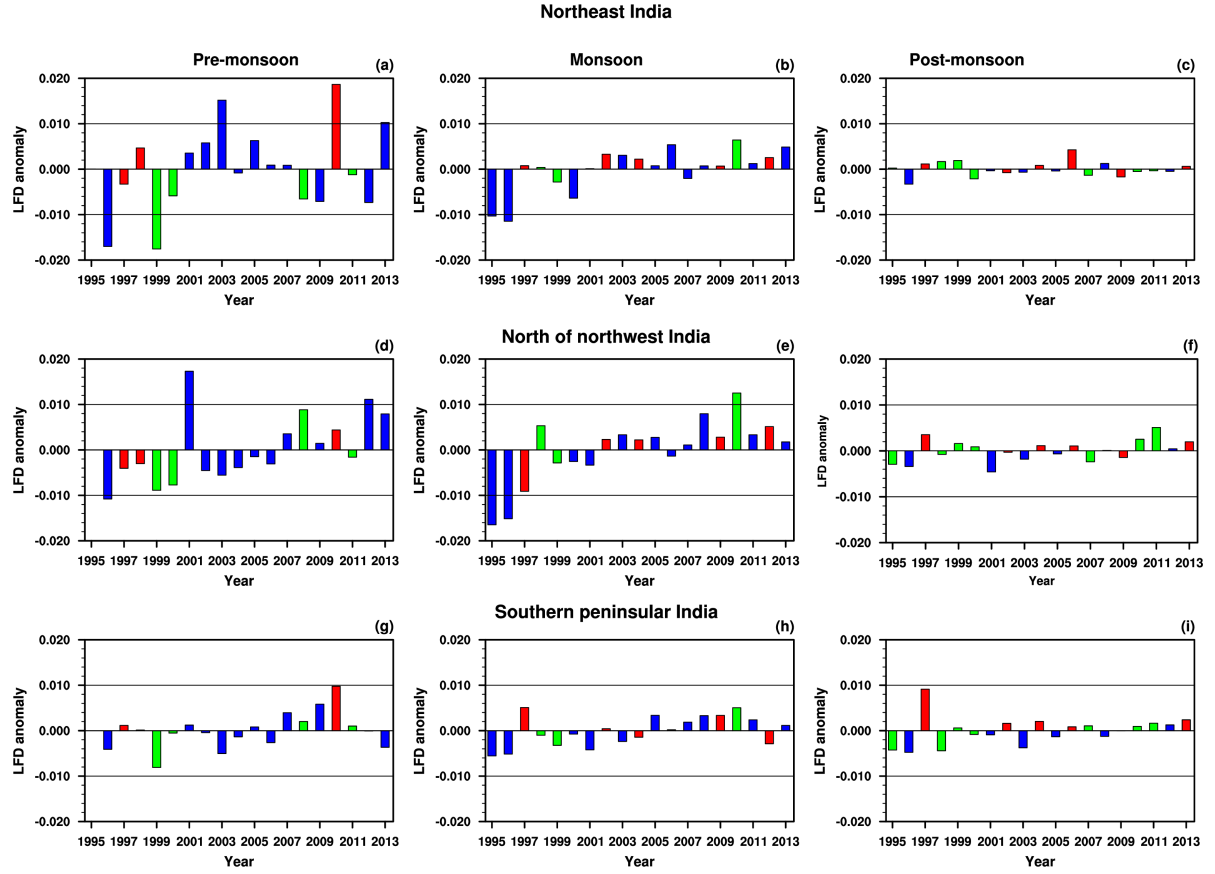 Northeast India
Pre-monsoon (a) Monsoon (b) Post-monsoon (c)
0.020 0.020 0.020
0.010 0.010 0.010
0.000 0.000 0.000
-0.010 -0.010 -0.010
-0.020 -0.020 -0.020
LFD anomaly LFD anomaly LFD anomaly
1995 1997 1999 2001 2003 2005 2007 2009 2011 2013 1995 1997 1999 2001 2003 2005 2007 2009 2011 2013 1995 1997 1999 2001 2003 2005 2007 2009 2011 2013
Year Year Year
North of northwest India
(d) (e) (f)
0.020 0.020 0.020
0.010 0.010 0.010
0.000 0.000 0.000
-0.010 -0.010 -0.010
-0.020 -0.020 -0.020
LFD anomaly LFD anomaly LFD anomaly
1995 1997 1999 2001 2003 2005 2007 2009 2011 2013 1995 1997 1999 2001 2003 2005 2007 2009 2011 2013 1995 1997 1999 2001 2003 2005 2007 2009 2011 2013
Year Year Year
Southern peninsular India
(g) (h) (i)
0.020 0.020 0.020
0.010 0.010 0.010
0.000 0.000 0.000
-0.010 -0.010 -0.010
-0.020 -0.020 -0.020
LFD anomaly LFD anomaly LFD anomaly
1995 1997 1999 2001 2003 2005 2007 2009 2011 2013 1995 1997 1999 2001 2003 2005 2007 2009 2011 2013 1995 1997 1999 2001 2003 2005 2007 2009 2011 2013
Year Year Year